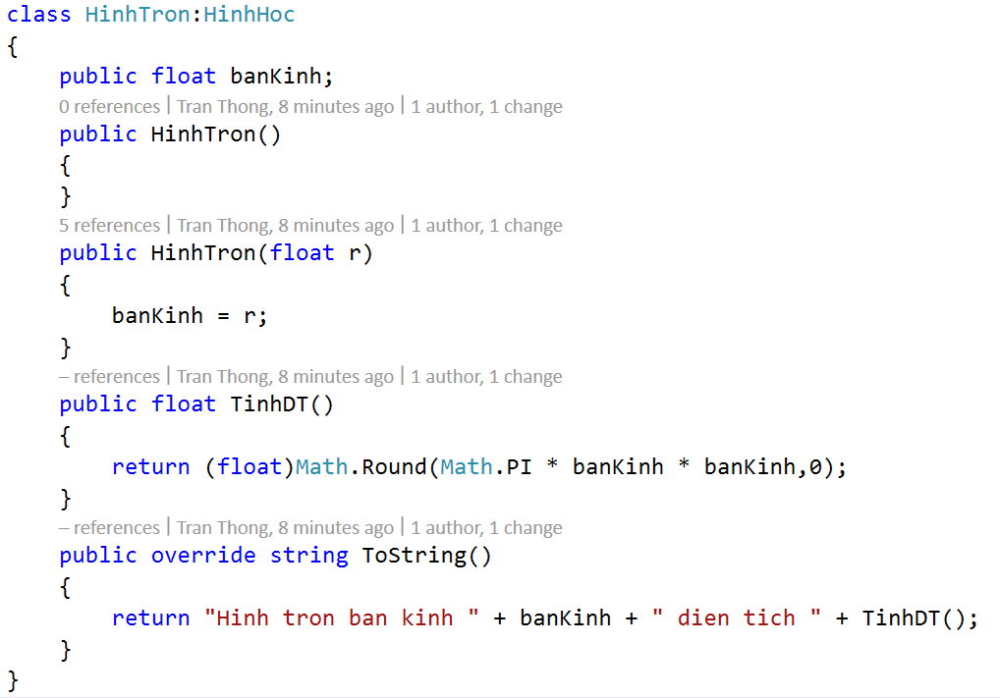 class HinhTron:HinhHoc
{
    public float banKinh;
    0 references | Tran Thong, 8 minutes ago | 1 author, 1 change
    public HinhTron()
    {
    }
    5 references | Tran Thong, 8 minutes ago | 1 author, 1 change
    public HinhTron(float r)
    {
        banKinh = r;
    }
    – references | Tran Thong, 8 minutes ago | 1 author, 1 change
    public float TinhDT()
    {
        return (float)Math.Round(Math.PI * banKinh * banKinh,0);
    }
    – references | Tran Thong, 8 minutes ago | 1 author, 1 change
    public override string ToString()
    {
        return "Hinh tron ban kinh " + banKinh + " dien tich " + TinhDT();
    }
}